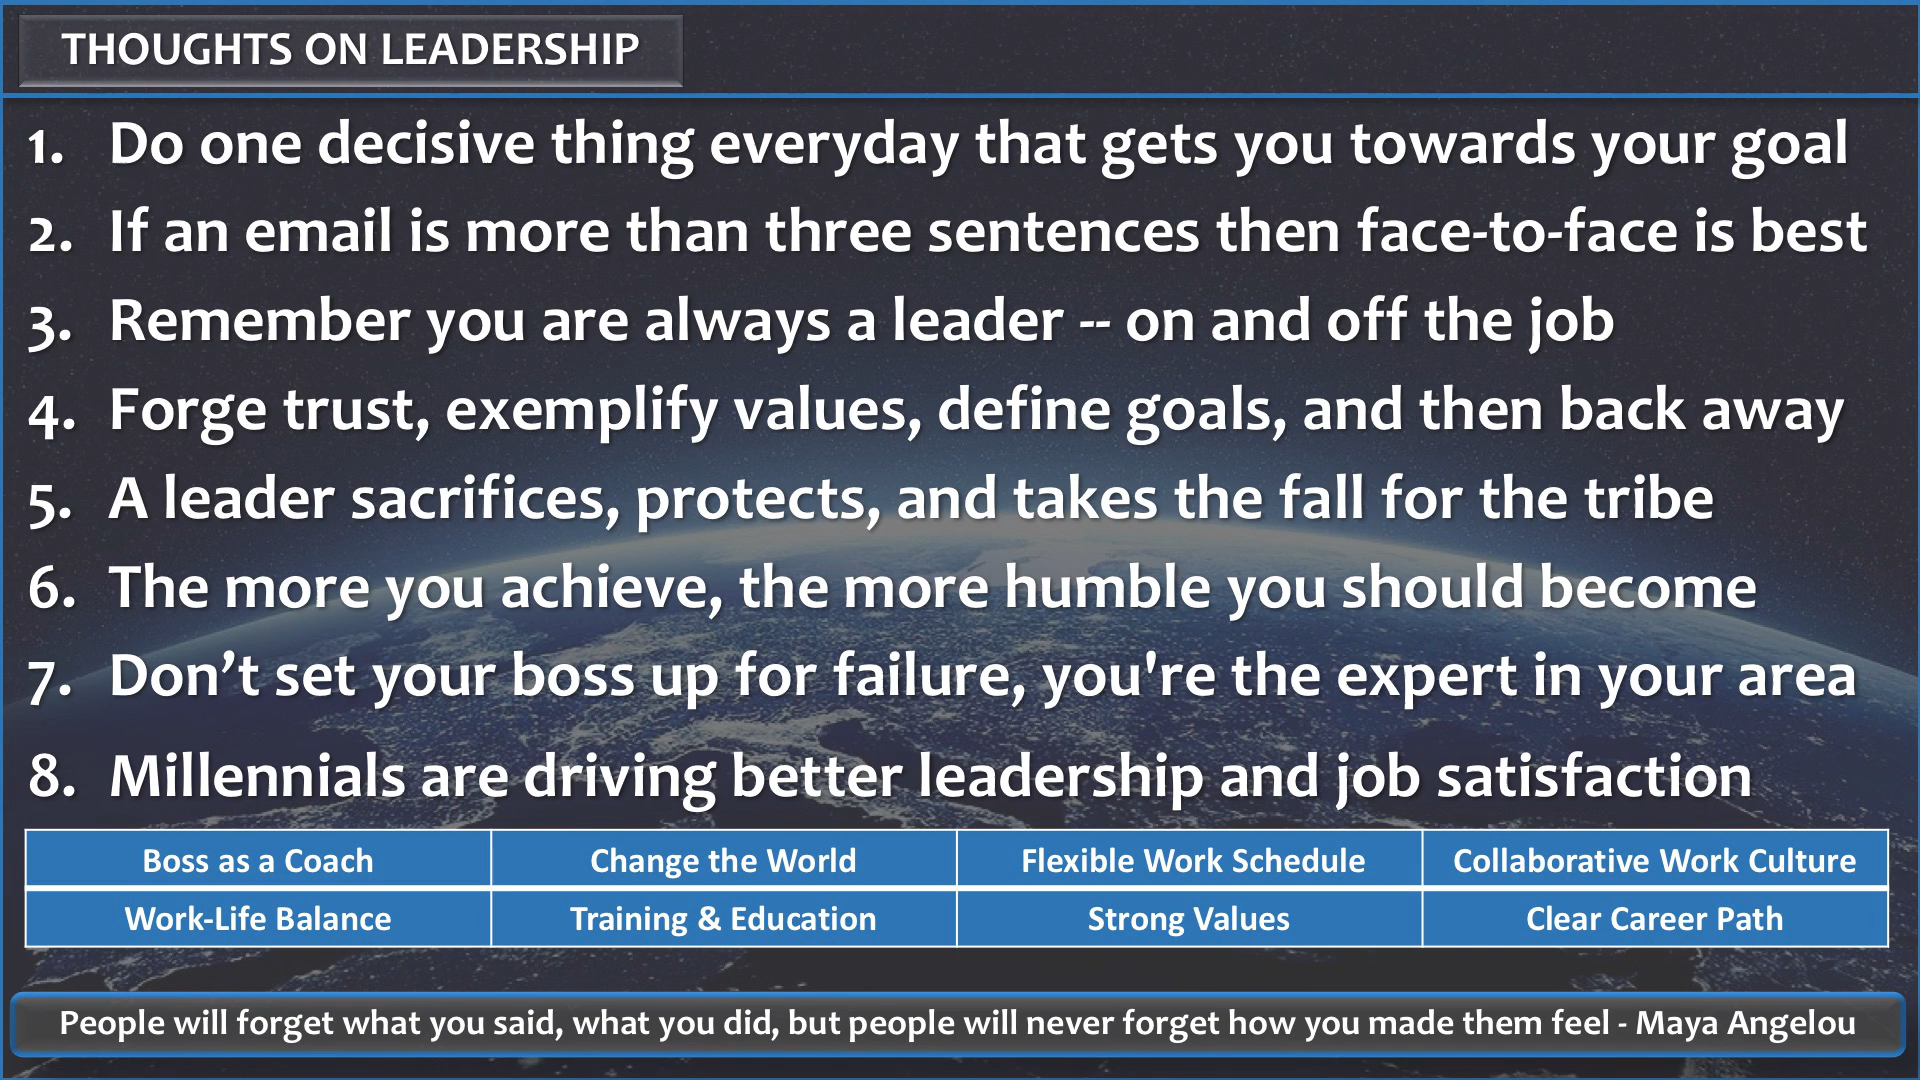 THOUGHTS ON LEADERSHIP
1. Do one decisive thing everyday that gets you towards your goal
2. If an email is more than three sentences then face-to-face is best
3. Remember you are always a leader -- on and off the job
4. Forge trust, exemplify values, define goals, and then back away
5. A leader sacrifices, protects, and takes the fall for the tribe
6. The more you achieve, the more humble you should become
7. Don’t set your boss up for failure, you're the expert in your area
8. Millennials are driving better leadership and job satisfaction
Boss as a Coach Change the World Flexible Work Schedule Collaborative Work Culture
Work-Life Balance Training & Education Strong Values Clear Career Path
People will forget what you said, what you did, but people will never forget how you made them feel - Maya Angelou